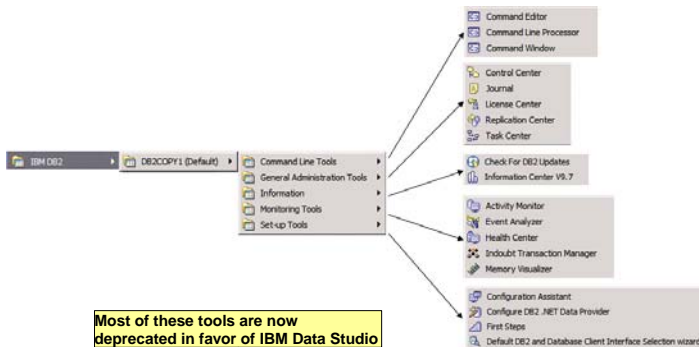 IBM DB2
DB2COPY1 (Default)
Command Line Tools
General Administration Tools
Information
Monitoring Tools
Set-up Tools
Command Editor
Command Line Processor
Command Window
Control Center
Journal
License Center
Replication Center
Task Center
Check For DB2 Updates
Information Center V9.7
Activity Monitor
Event Analyzer
Health Center
Indoubt Transaction Manager
Memory Visualizer
Configuration Assistant
Configure DB2 .NET Data Provider
First Steps
Default DB2 and Database Client Interface Selection wizard
Most of these tools are now
deprecated in favor of IBM Data Studio